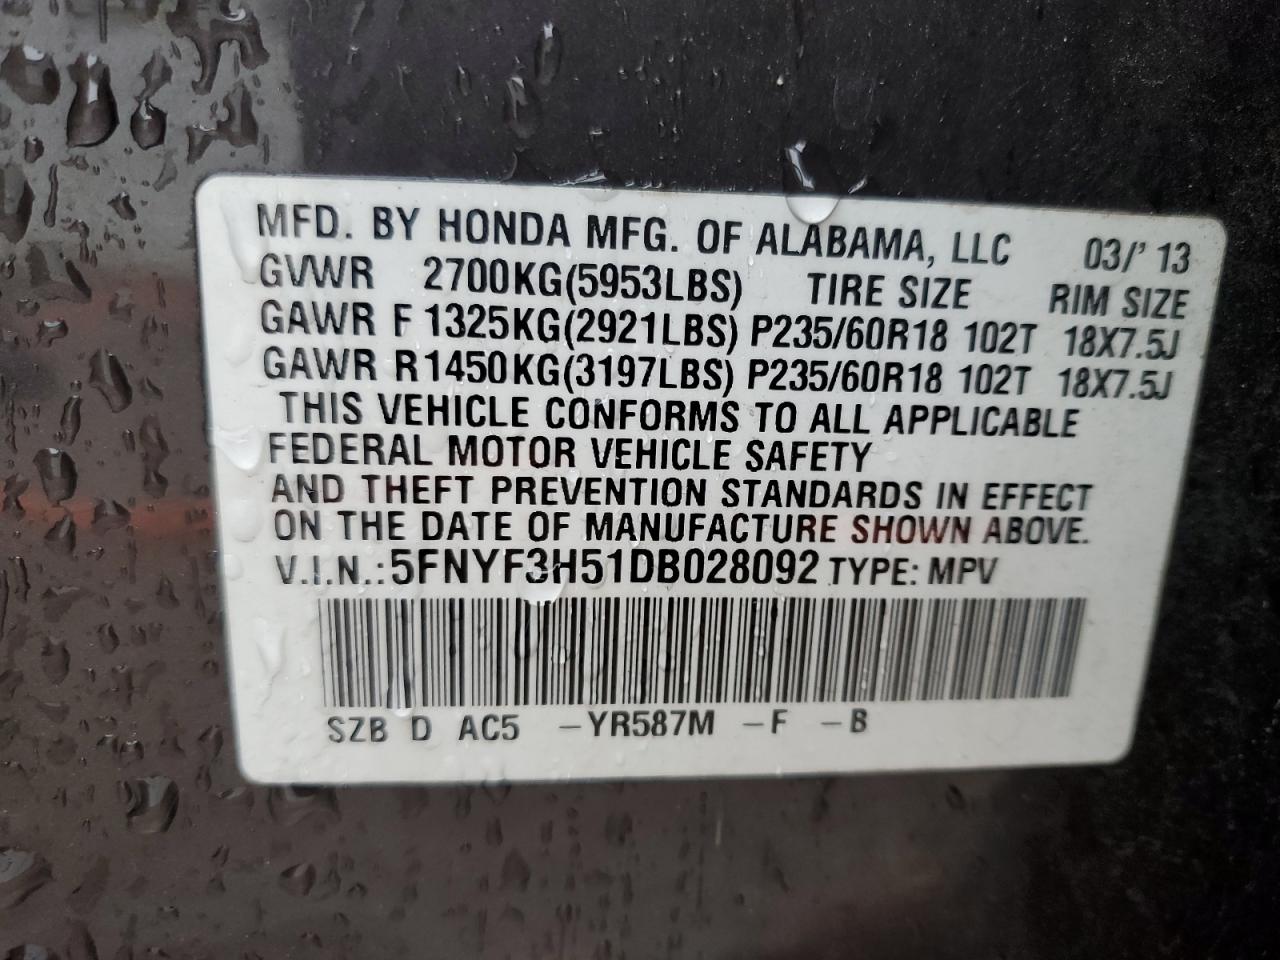 MFD. BY HONDA MFG. OF ALABAMA, LLC 03/'13
GVWR 2700KG(5953LBS) TIRE SIZE RIM SIZE
GAWR F 1325KG(2921LBS) P235/60R18 102T 18X7.5J
GAWR R 1450KG(3197LBS) P235/60R18 102T 18X7.5J
THIS VEHICLE CONFORMS TO ALL APPLICABLE
FEDERAL MOTOR VEHICLE SAFETY
AND THEFT PREVENTION STANDARDS IN EFFECT
ON THE DATE OF MANUFACTURE SHOWN ABOVE.
V.I.N.: 5FNYF3H51DB028092 TYPE: MPV
SZB D AC5 –YR587M –F –B